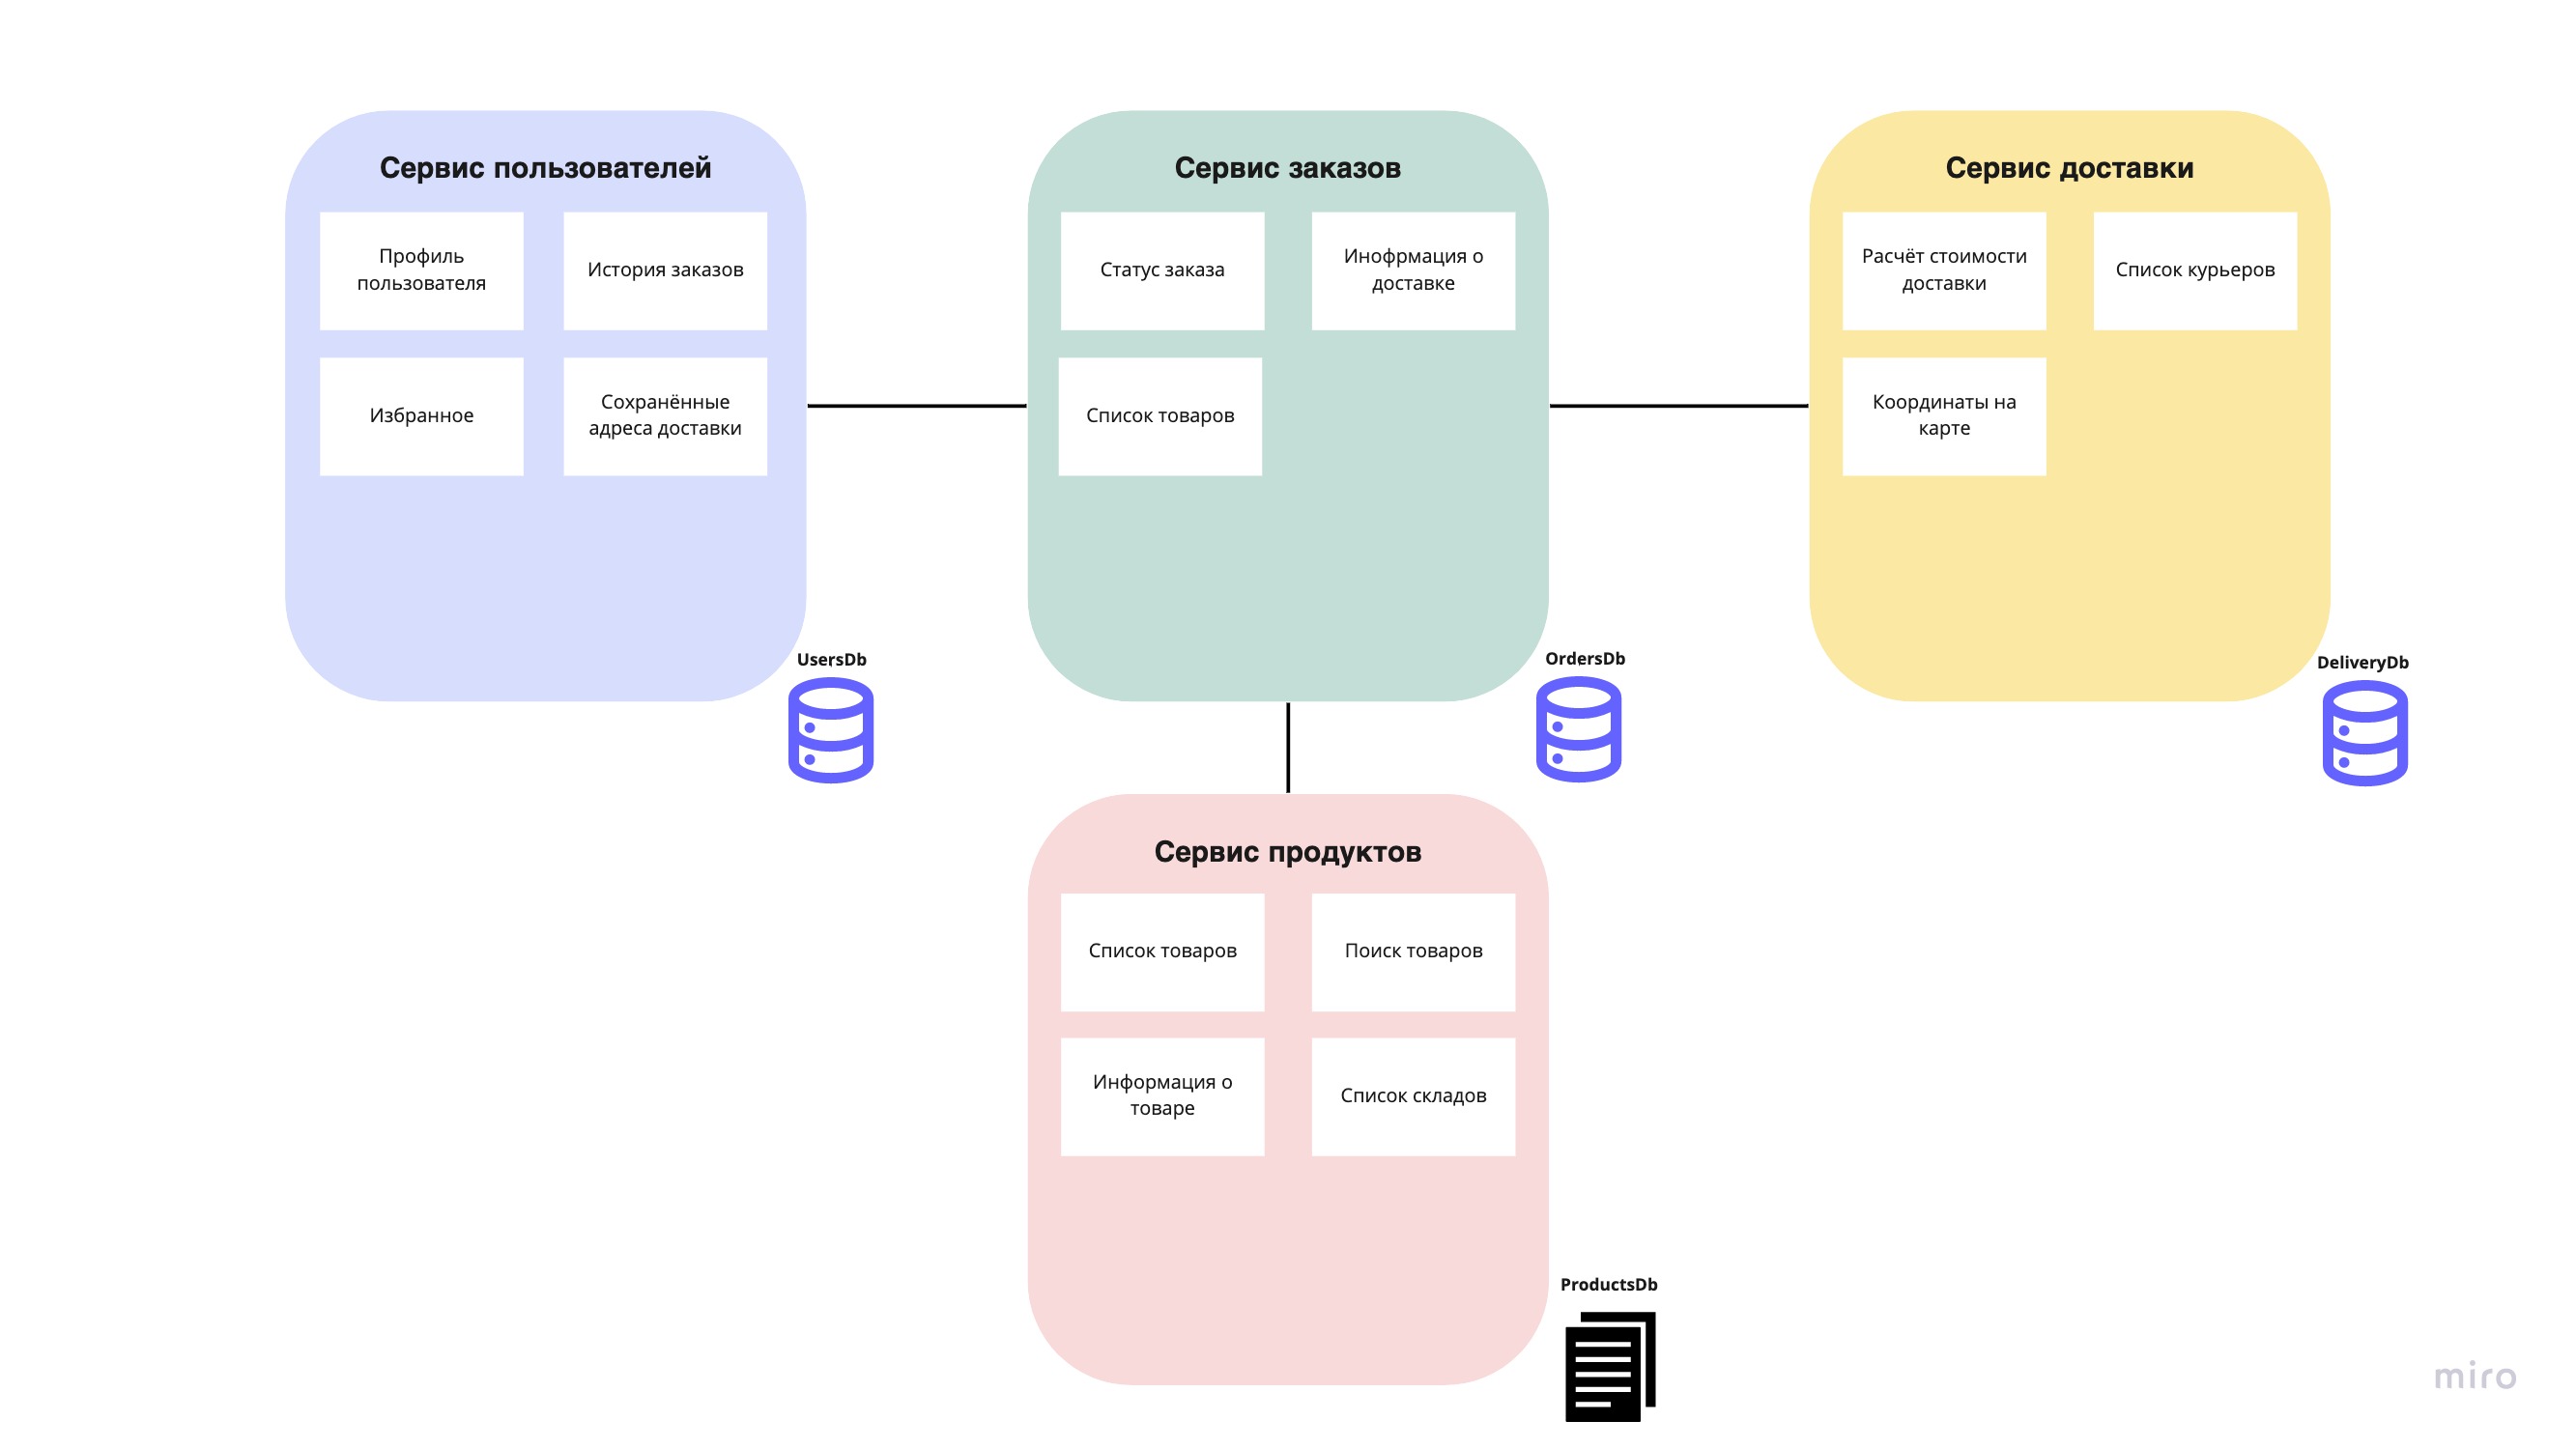 Сервис пользователей
Профиль
пользователя
История заказов
Избранное
Сохранённые
адреса доставки
UsersDb
Сервис заказов
Статус заказа
Инофрмация о
доставке
Список товаров
OrdersDb
Сервис доставки
Расчёт стоимости
доставки
Список курьеров
Координаты на
карте
DeliveryDb
Сервис продуктов
Список товаров
Поиск товаров
Информация о
товаре
Список складов
ProductsDb
miro